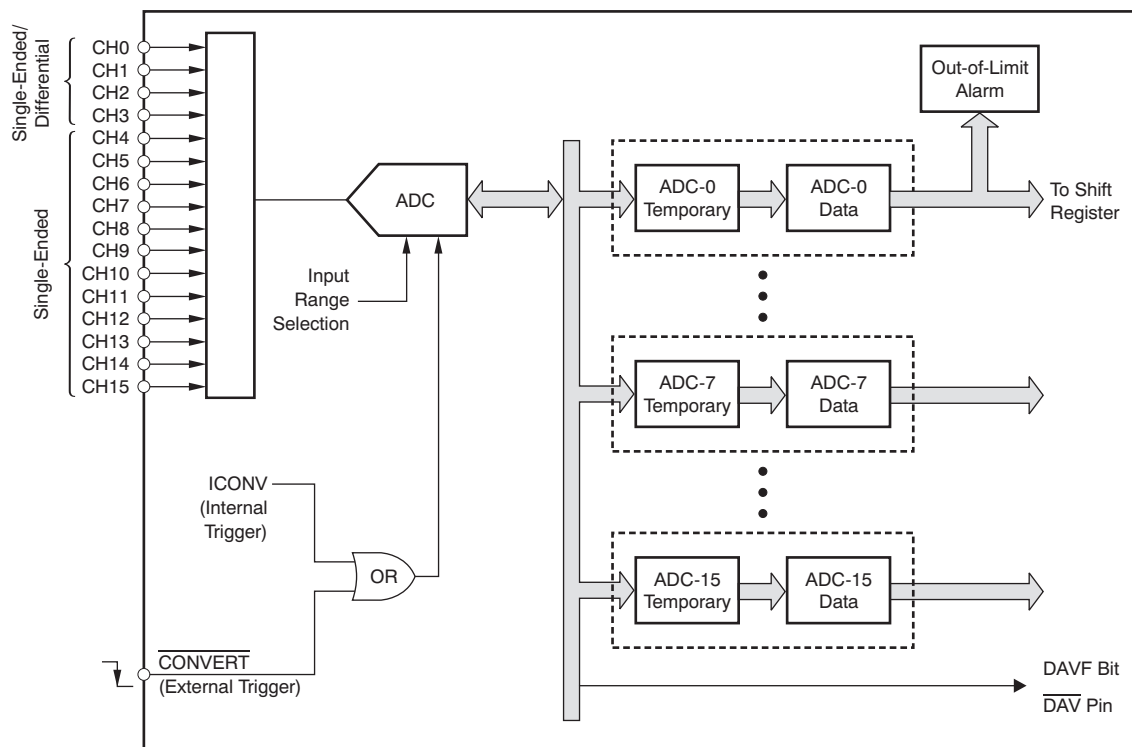 Single-Ended/
Differential
CH0
CH1
CH2
CH3
Single-Ended
CH4
CH5
CH6
CH7
CH8
CH9
CH10
CH11
CH12
CH13
CH14
CH15
ADC
Input
Range
Selection
ICONV
(Internal
Trigger)
OR
CONVERT
(External Trigger)
Out-of-Limit
Alarm
ADC-0
Temporary
ADC-0
Data
To Shift
Register
ADC-7
Temporary
ADC-7
Data
ADC-15
Temporary
ADC-15
Data
DAVF Bit
DAV Pin